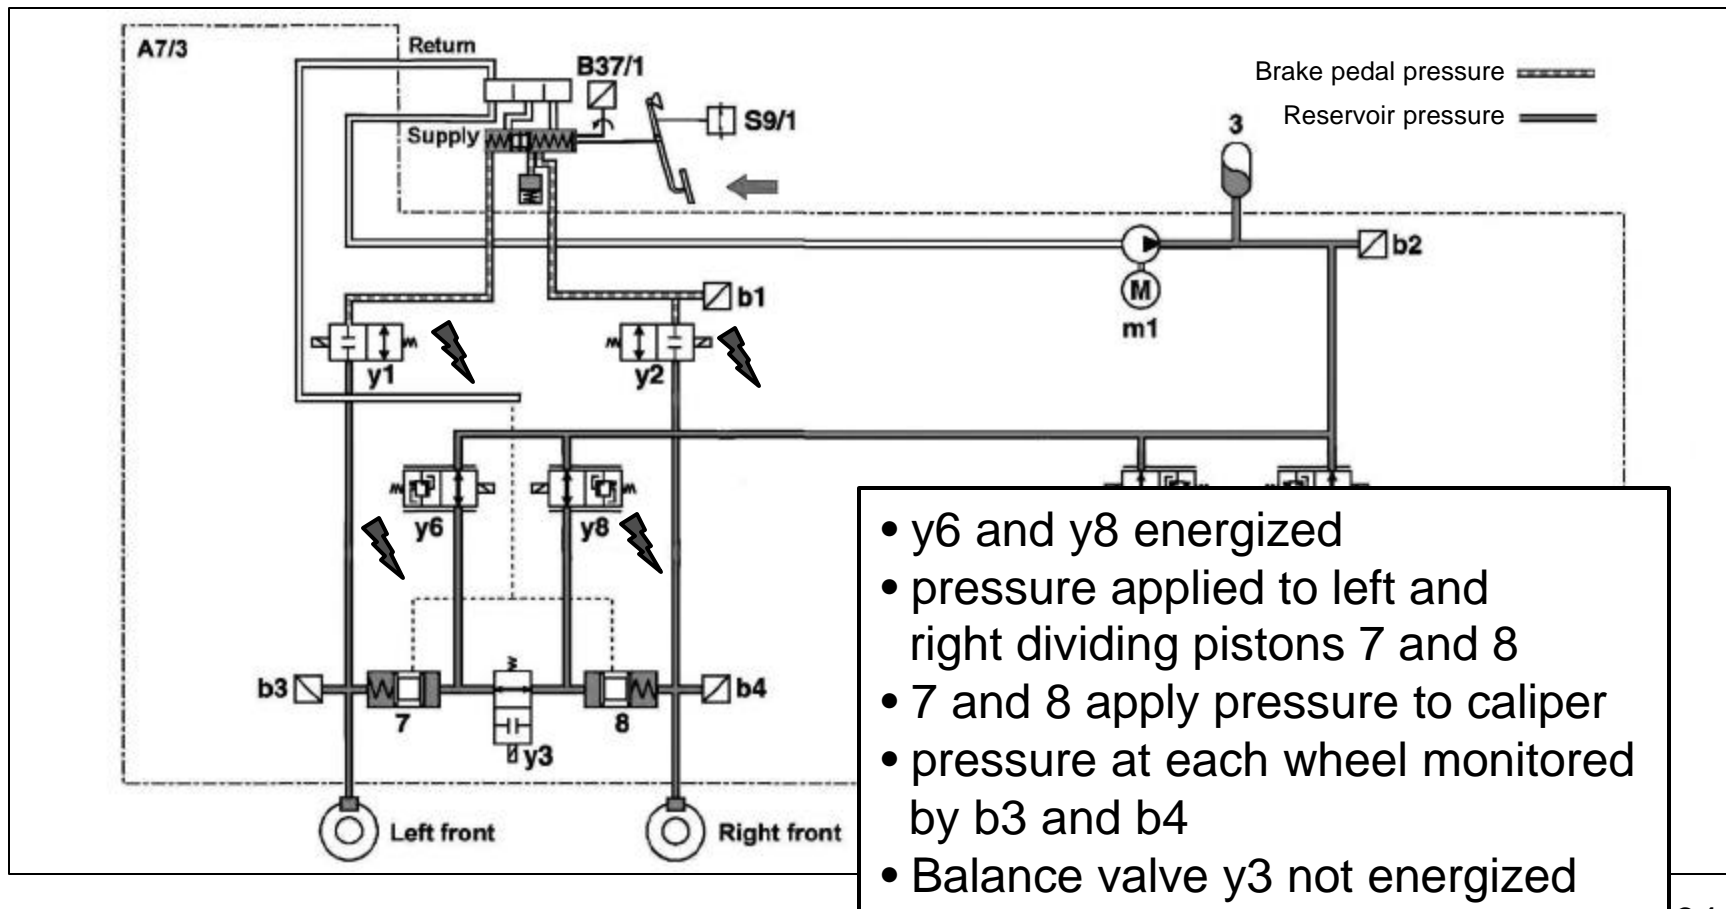 A7/3
Return
B37/1
Brake pedal pressure
Reservoir pressure
S9/1
3
Supply
b2
b1
M
m1
y1
y2
y6
y8
• y6 and y8 energized
• pressure applied to left and
right dividing pistons 7 and 8
• 7 and 8 apply pressure to caliper
• pressure at each wheel monitored
by b3 and b4
• Balance valve y3 not energized
b3
b4
7
8
y3
Left front
Right front